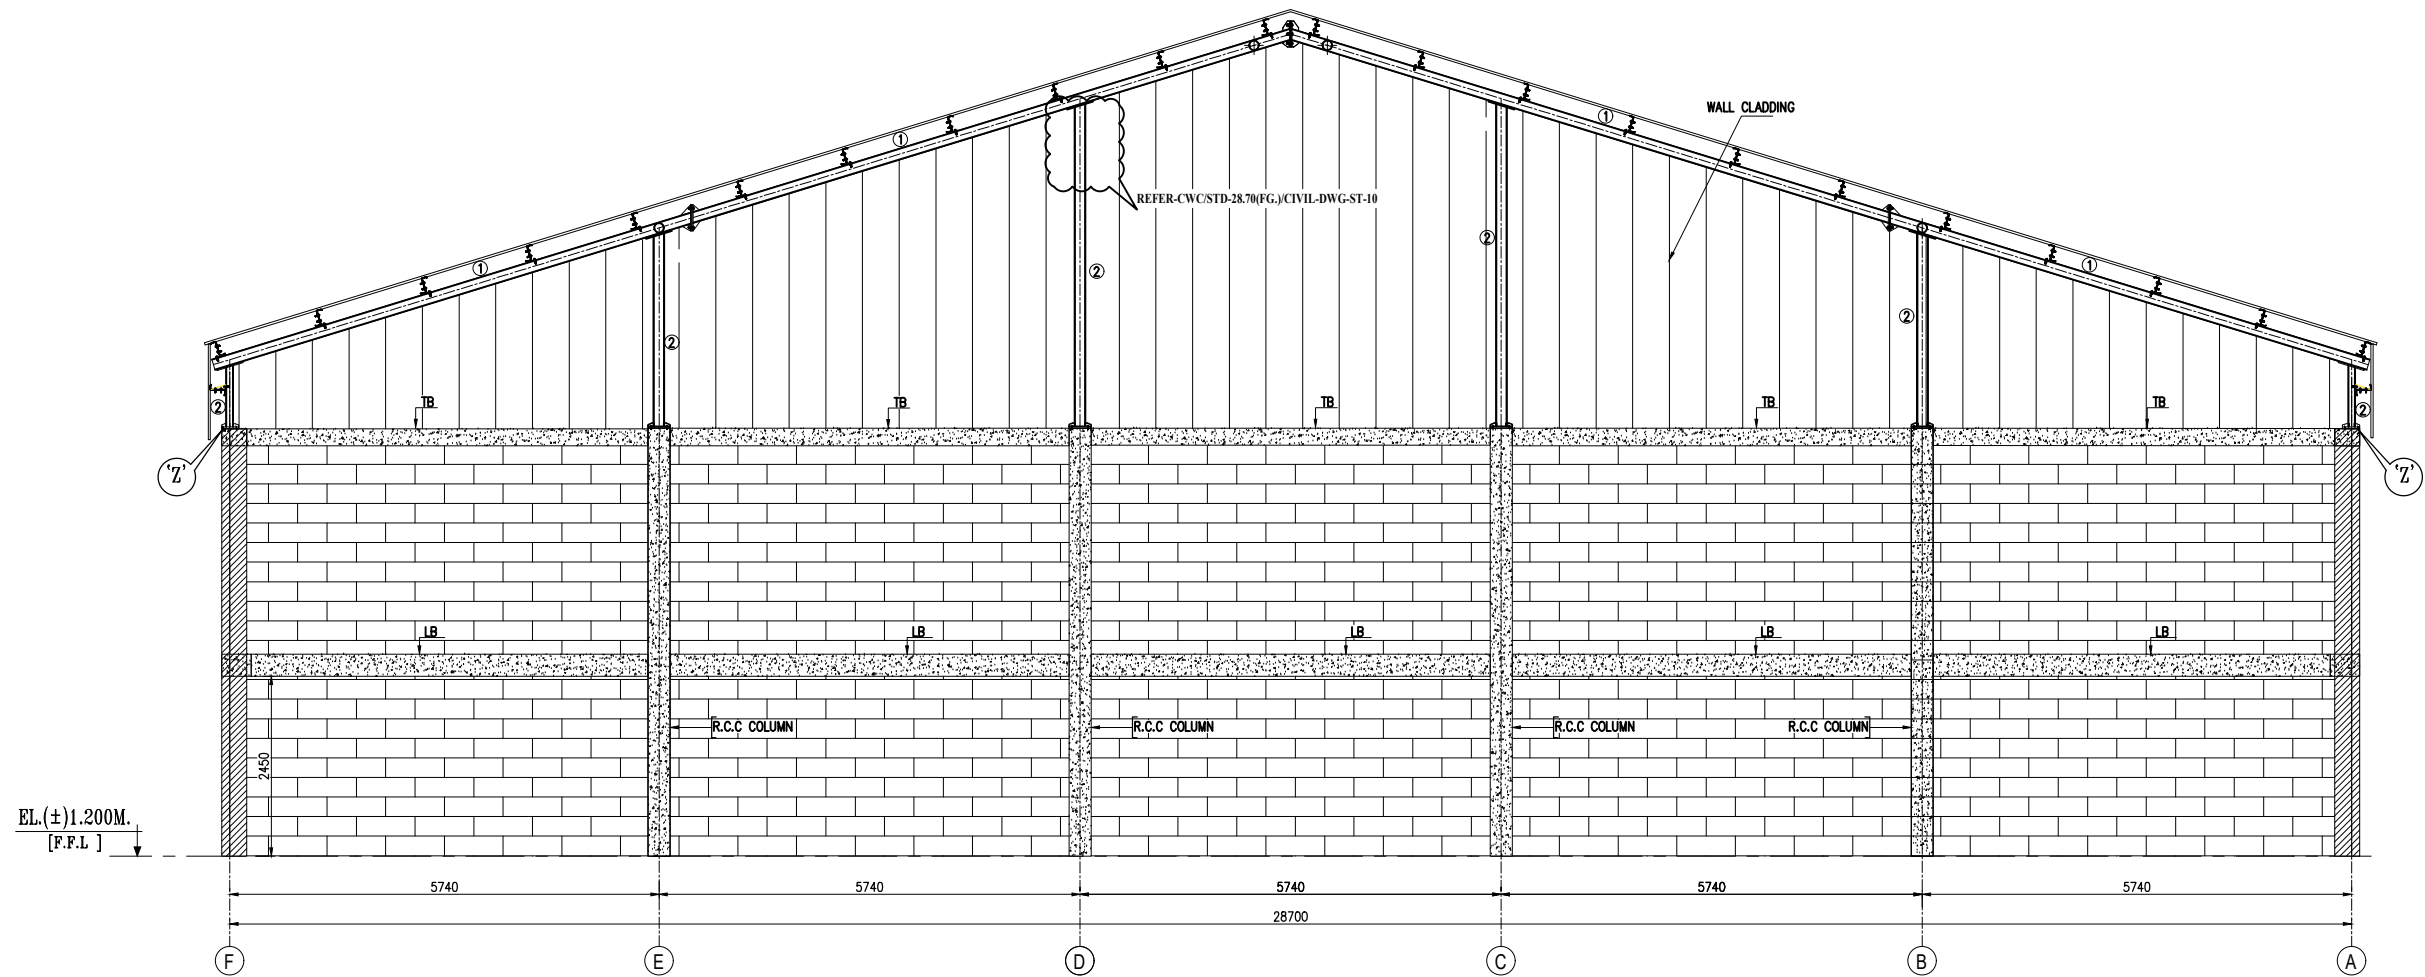 WALL CLADDING
1
1
REFER-CWC/STD-28.70(FG.)/CIVIL-DWG-ST-10
2
2
1
1
2
2
2
2
TB
TB
TB
TB
TB
'Z'
'Z'
LB
LB
LB
LB
LB
R.C.C COLUMN
R.C.C COLUMN
R.C.C COLUMN
R.C.C COLUMN
2450
EL.(±)1.200M.
[F.F.L ]
5740
5740
5740
5740
5740
28700
F
E
D
C
B
A